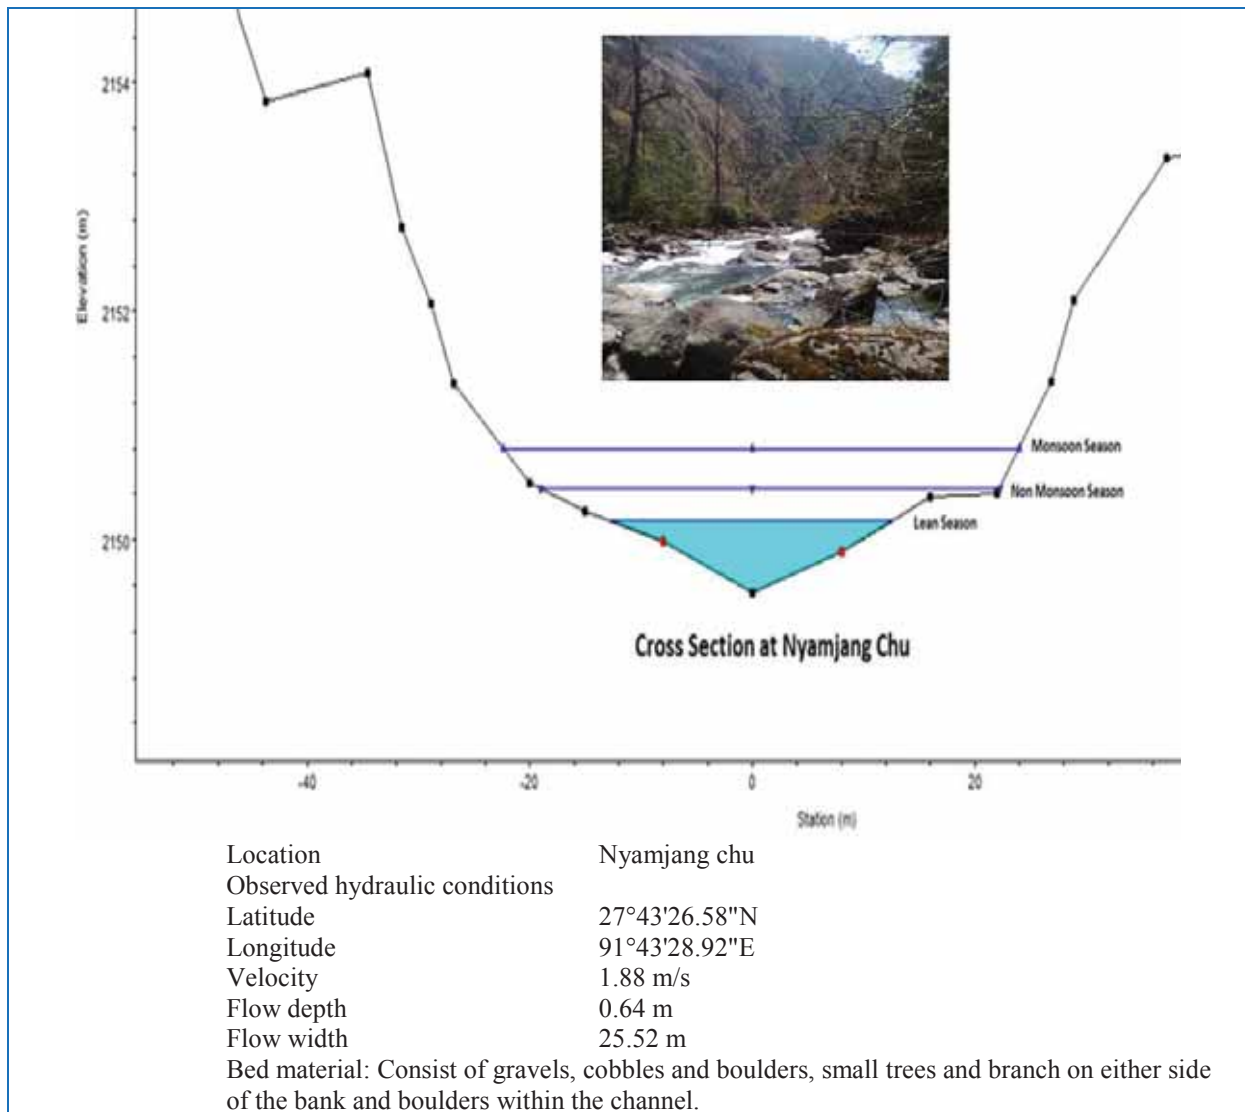 2154
2152
2150
Elevation (m)
Monsoon Season
Non Monsoon Season
Lean Season
Cross Section at Nyamjang Chu
-40
-20
0
20
Station (m)
Location Nyamjang chu
Observed hydraulic conditions
Latitude 27°43'26.58"N
Longitude 91°43'28.92"E
Velocity 1.88 m/s
Flow depth 0.64 m
Flow width 25.52 m
Bed material: Consist of gravels, cobbles and boulders, small trees and branch on either side
of the bank and boulders within the channel.